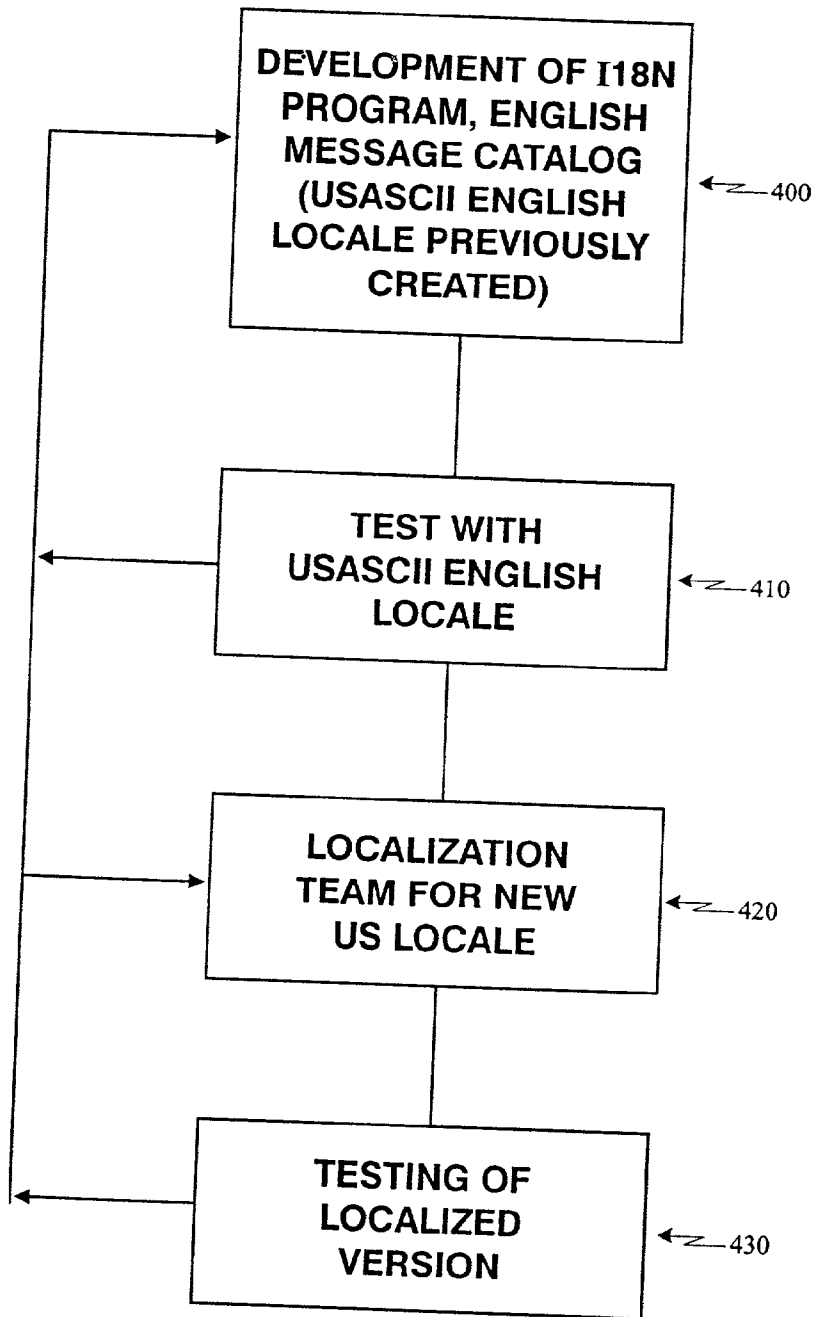 DEVELOPMENT OF I18N
PROGRAM, ENGLISH
MESSAGE CATALOG
(USASCII ENGLISH
LOCALE PREVIOUSLY
CREATED)
400
TEST WITH
USASCII ENGLISH
LOCALE
410
LOCALIZATION
TEAM FOR NEW
US LOCALE
420
TESTING OF
LOCALIZED
VERSION
430